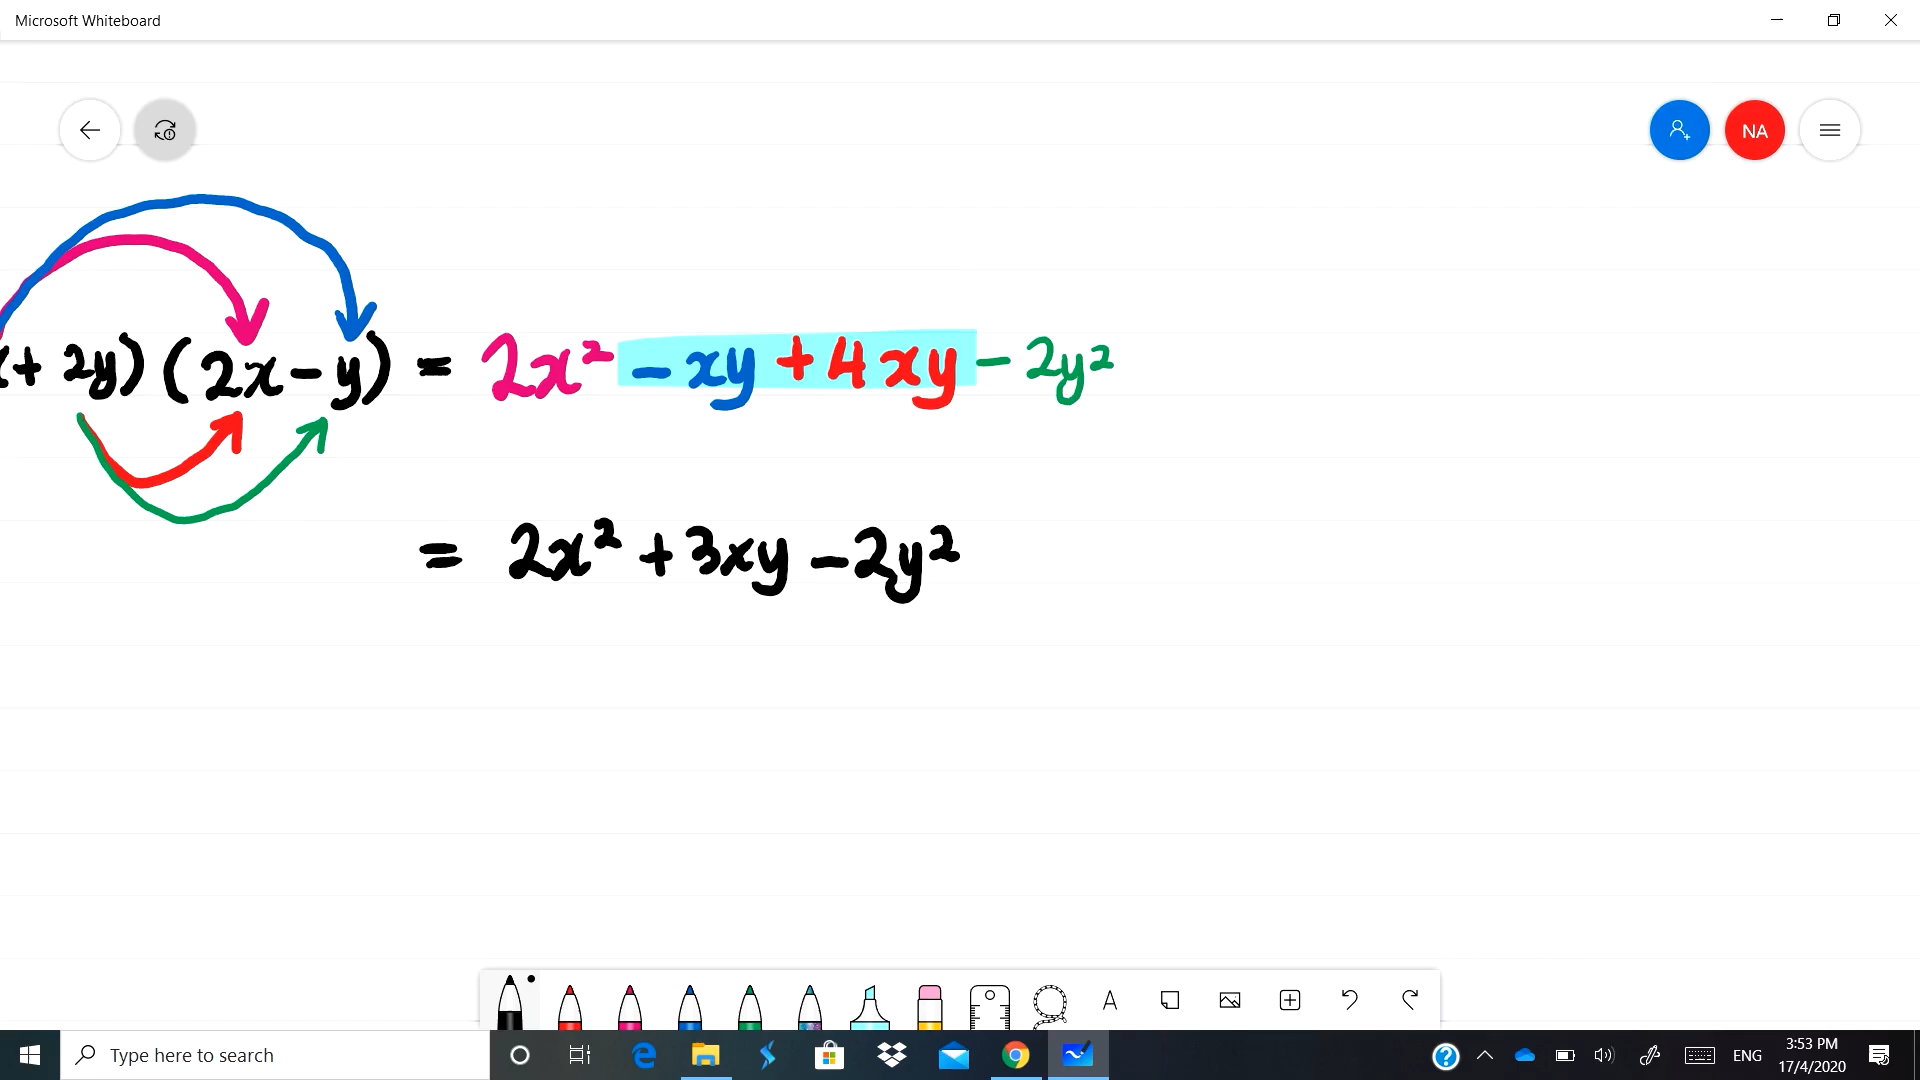 Microsoft Whiteboard
NA
x + 2y) (2x - y) = 2x² - xy + 4xy - 2y²
= 2x² + 3xy - 2y²
A
Type here to search
ENG
3:53 PM
17/4/2020